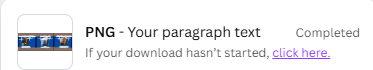 PNG - Your paragraph text Completed
If your download hasn't started, click here.